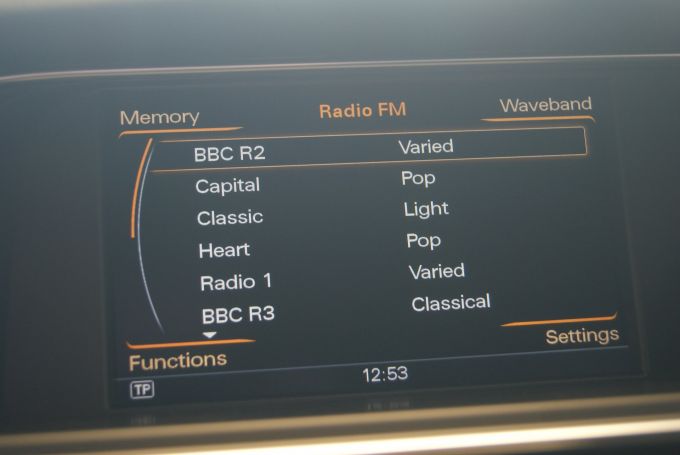 Memory Radio FM Waveband
BBC R2 Varied
Capital Pop
Classic Light
Heart Pop
Radio 1 Varied
BBC R3 Classical
Functions Settings
TP 12:53